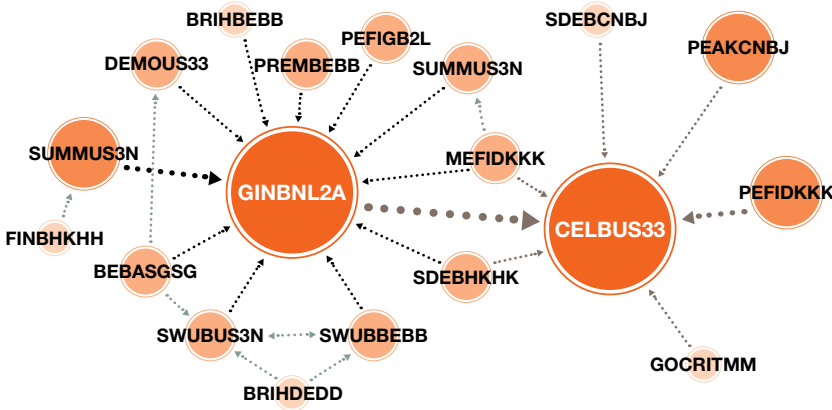 BRIHBEBB
SDEBCNBJ
PEFIGB2L
PEAKCNBJ
DEMOUS33
PREMBEBB
SUMMUS3N
SUMMUS3N
MEFIDKKK
GINBNL2A
PEFIDKKK
CELBUS33
FINBHKHH
BEBASGSG
SDEBHKHK
SWUBUS3N
SWUBBEBB
GOCRITMM
BRIHDEDD